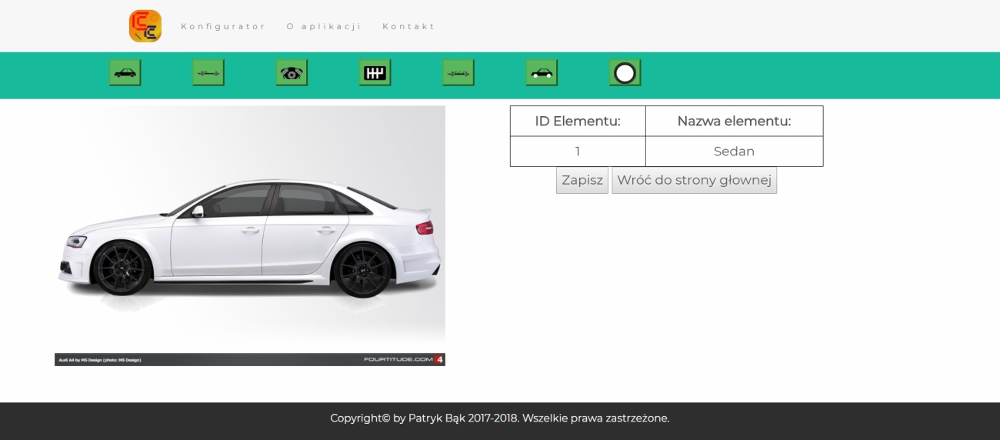 Konfigurator O aplikacji Kontakt
ID Elementu: Nazwa elementu:
1 Sedan
Zapisz Wróć do strony głownej
Audi A4 by MS Design (photo: MS Design) FOURTITUDE.COM 4
Copyright© by Patryk Bąk 2017-2018. Wszelkie prawa zastrzeżone.